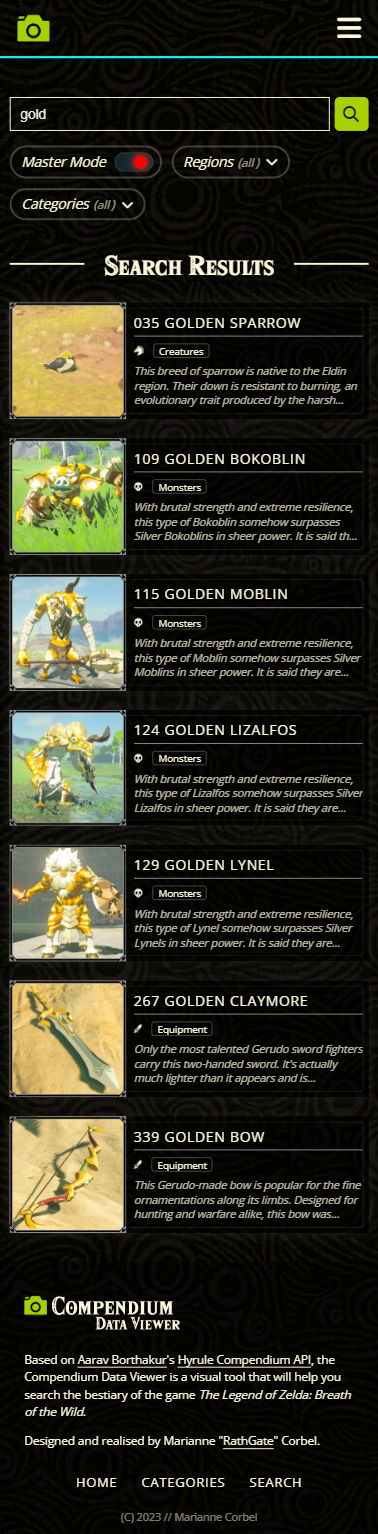 gold
Master Mode
Regions (all)
Categories (all)
Search Results
035 GOLDEN SPARROW
Creatures
This breed of sparrow is native to the Eldin
region. Their down is resistant to burning, an
evolutionary trait produced by the harsh...
109 GOLDEN BOKOBLIN
Monsters
With brutal strength and extreme resilience,
this type of Bokoblin somehow surpasses
Silver Bokoblins in sheer power. It is said th...
115 GOLDEN MOBLIN
Monsters
With brutal strength and extreme resilience,
this type of Moblin somehow surpasses Silver
Moblins in sheer power. It is said they are...
124 GOLDEN LIZALFOS
Monsters
With brutal strength and extreme resilience,
this type of Lizalfos somehow surpasses Silver
Lizalfos in sheer power. It is said they are...
129 GOLDEN LYNEL
Monsters
With brutal strength and extreme resilience,
this type of Lynel somehow surpasses Silver
Lynels in sheer power. It is said they are...
267 GOLDEN CLAYMORE
Equipment
Only the most talented Gerudo sword fighters
carry this two-handed sword. It's actually
much lighter than it appears and is...
339 GOLDEN BOW
Equipment
This Gerudo-made bow is popular for the fine
ornamentations along its limbs. Designed for
hunting and warfare alike, this bow was...
Compendium
Data Viewer
Based on Aarav Borthakur's Hyrule Compendium API, the
Compendium Data Viewer is a visual tool that will help you
search the bestiary of the game The Legend of Zelda: Breath
of the Wild.
Designed and realised by Marianne "RathGate" Corbel.
HOME CATEGORIES SEARCH
(C) 2023 // Marianne Corbel